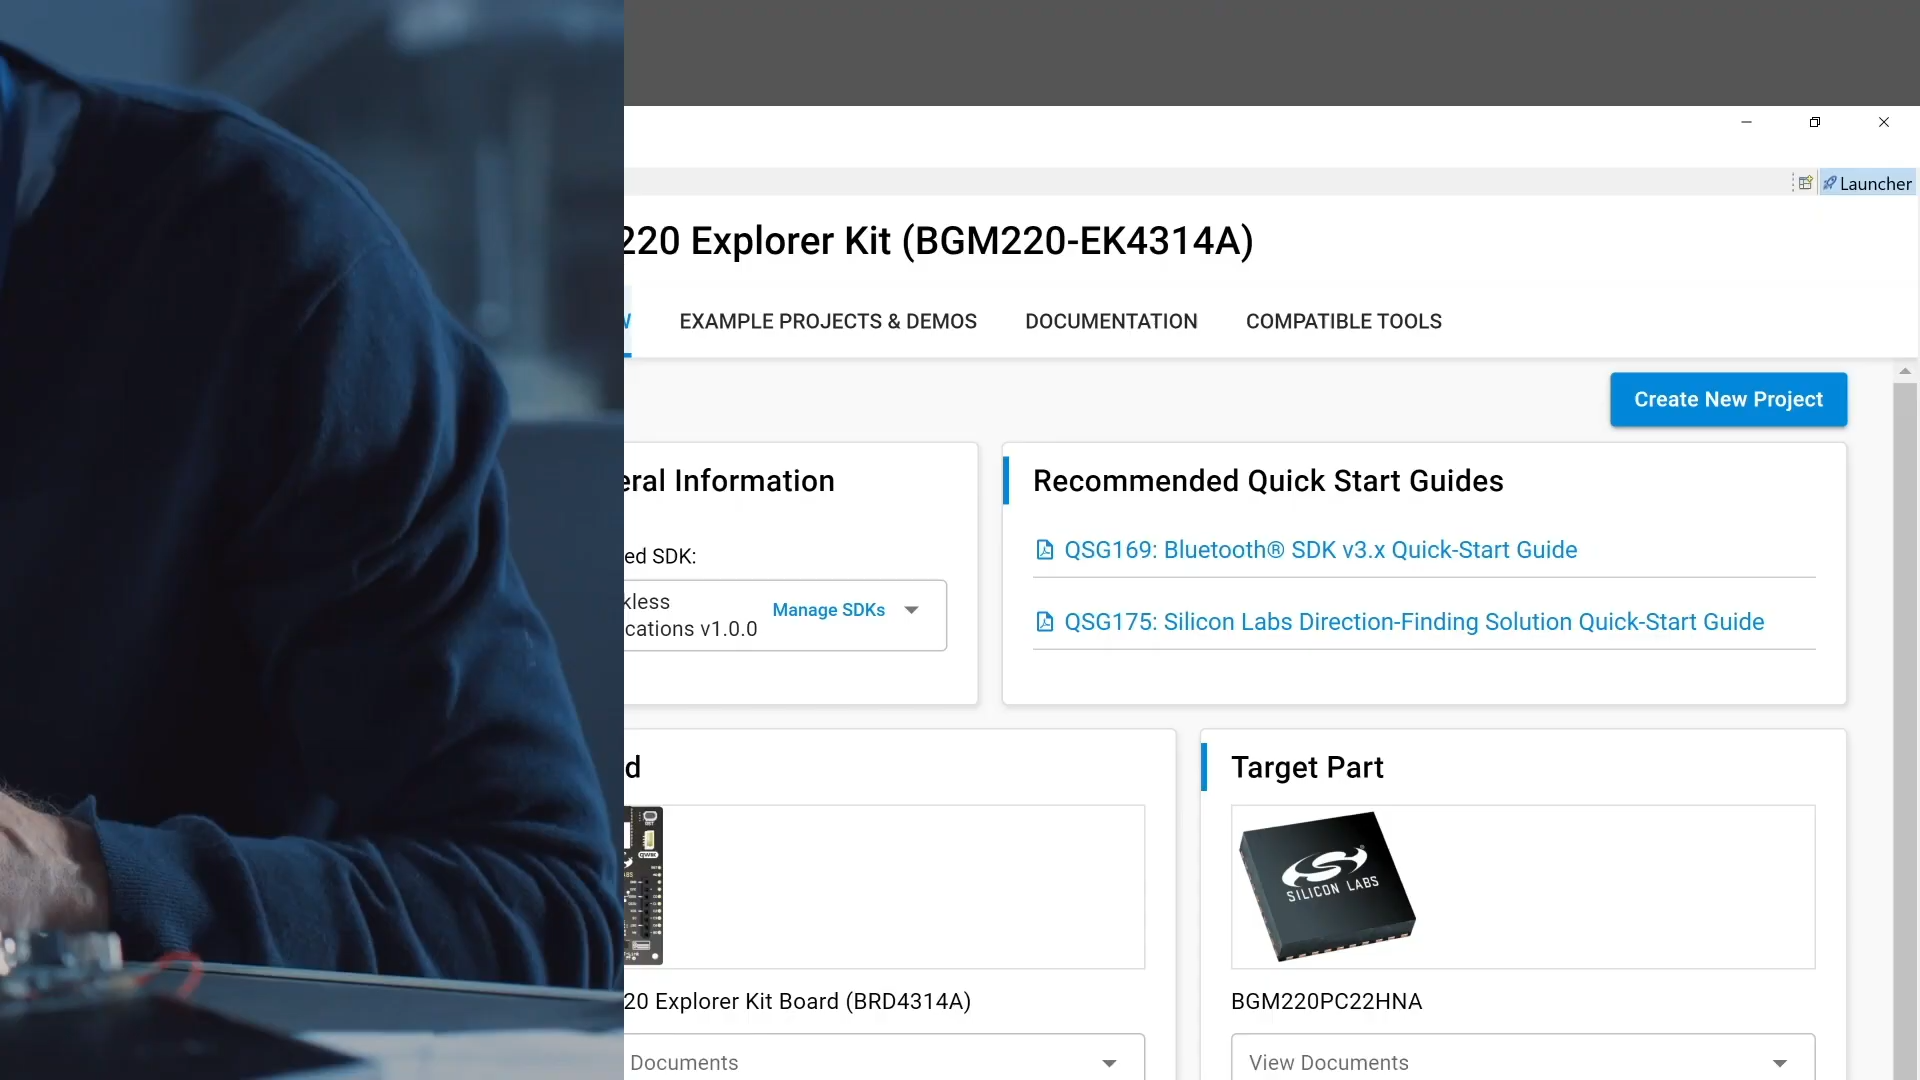 Launcher
220 Explorer Kit (BGM220-EK4314A)
EXAMPLE PROJECTS & DEMOS
DOCUMENTATION
COMPATIBLE TOOLS
Create New Project
eral Information
Recommended Quick Start Guides
ed SDK:
QSG169: Bluetooth® SDK v3.x Quick-Start Guide
kless
cations v1.0.0
Manage SDKs
QSG175: Silicon Labs Direction-Finding Solution Quick-Start Guide
d
Target Part
SILICON LABS
20 Explorer Kit Board (BRD4314A)
BGM220PC22HNA
Documents
View Documents